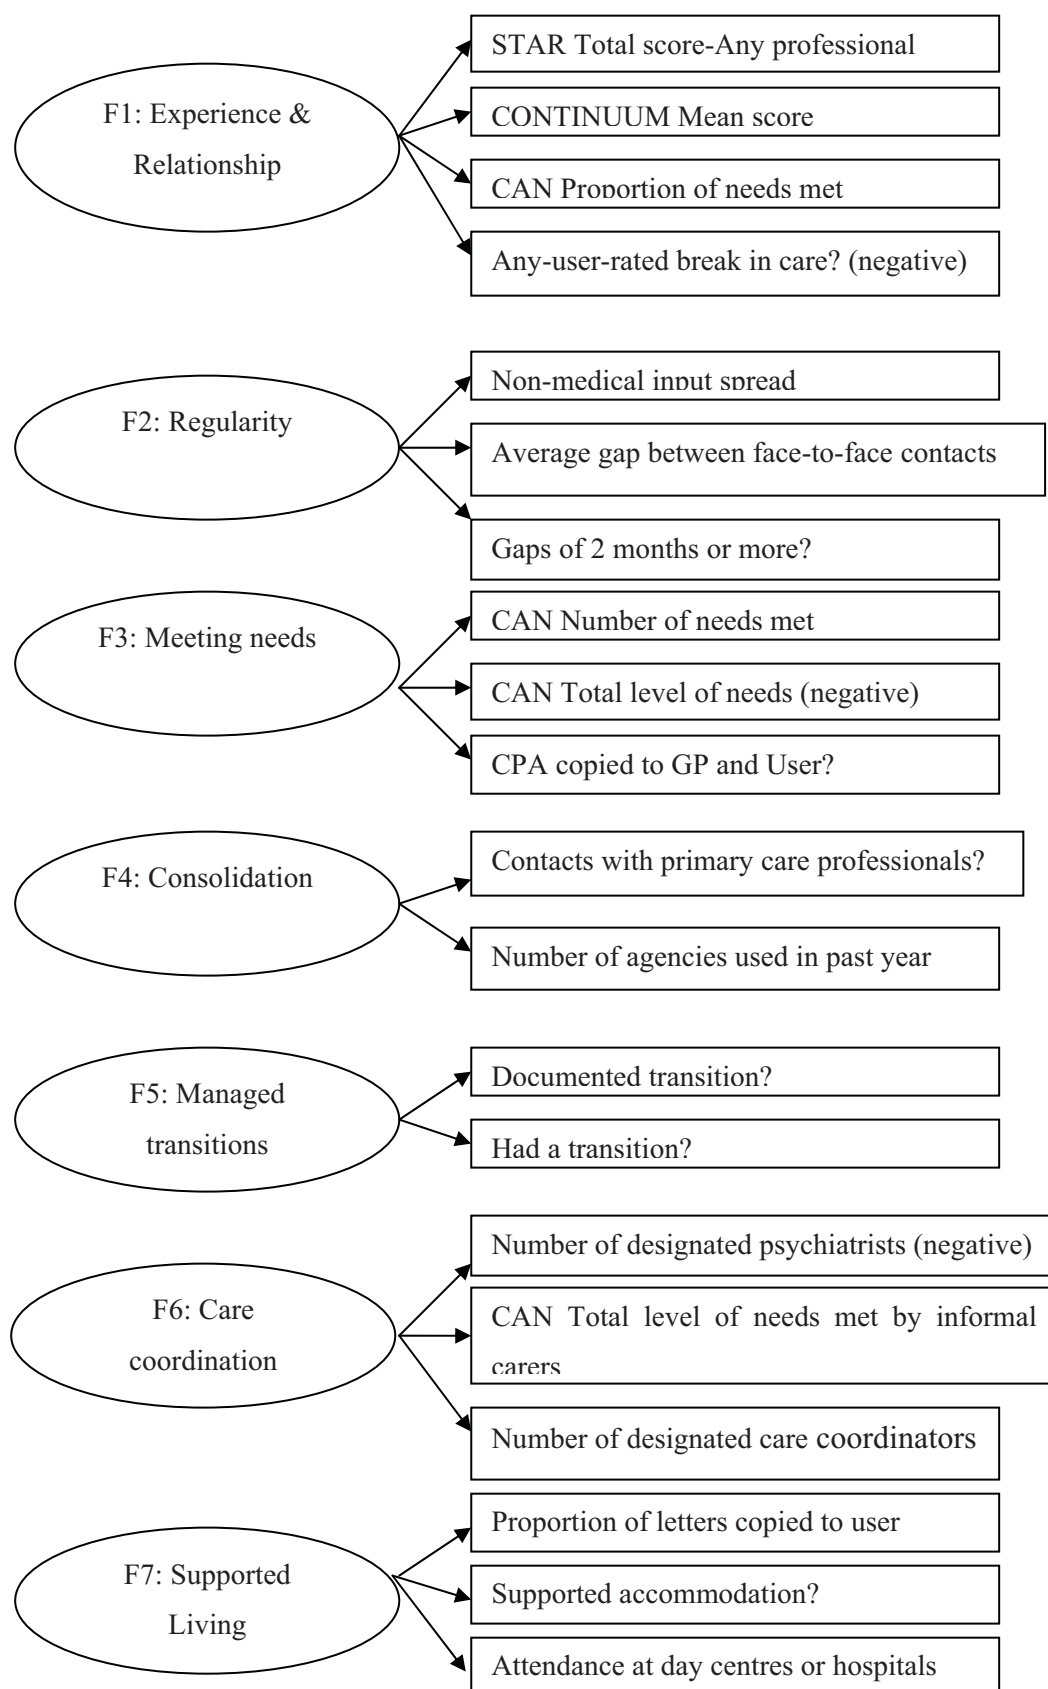 F1: Experience &
Relationship
STAR Total score-Any professional
CONTINUUM Mean score
CAN Proportion of needs met
Any-user-rated break in care? (negative)
F2: Regularity
Non-medical input spread
Average gap between face-to-face contacts
Gaps of 2 months or more?
F3: Meeting needs
CAN Number of needs met
CAN Total level of needs (negative)
CPA copied to GP and User?
F4: Consolidation
Contacts with primary care professionals?
Number of agencies used in past year
F5: Managed
transitions
Documented transition?
Had a transition?
F6: Care
coordination
Number of designated psychiatrists (negative)
CAN Total level of needs met by informal
carers
Number of designated care coordinators
F7: Supported
Living
Proportion of letters copied to user
Supported accommodation?
Attendance at day centres or hospitals